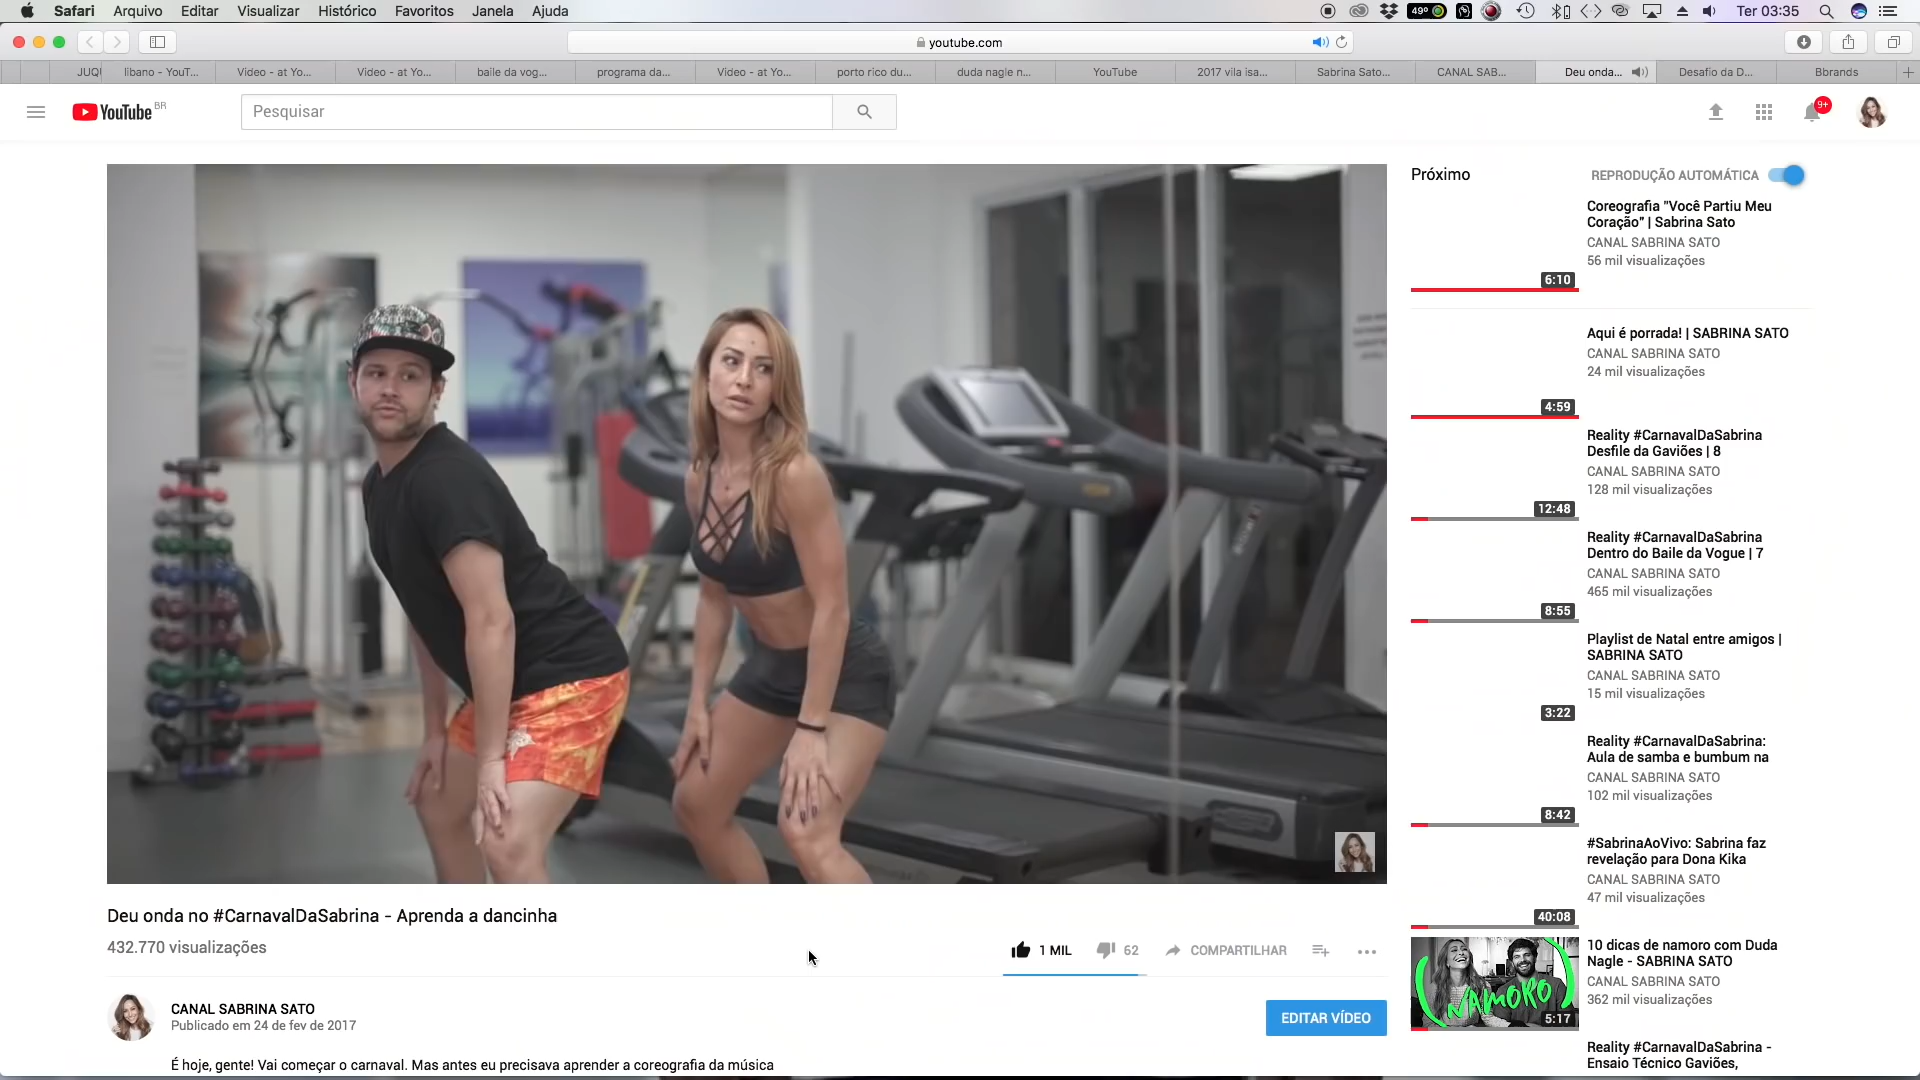 Safari Arquivo Editar Visualizar Histórico Favoritos Janela Ajuda 49º Ter 03:35
youtube.com
JUQU libano - YouT... Video - at Yo... Video - at Yo... baile da vog... programa da... Video - at Yo... porto rico du... duda nagle n... YouTube 2017 vila isa... Sabrina Sato... CANAL SAB... Deu onda... Desafio da D... Bbrands
YouTube BR
Pesquisar
9+
Próximo
REPRODUÇÃO AUTOMÁTICA
Coreografia "Você Partiu Meu
Coração" | Sabrina Sato
CANAL SABRINA SATO
56 mil visualizações
6:10
Aqui é porrada! | SABRINA SATO
CANAL SABRINA SATO
24 mil visualizações
4:59
Reality #CarnavalDaSabrina
Desfile da Gaviões | 8
CANAL SABRINA SATO
128 mil visualizações
12:48
Reality #CarnavalDaSabrina
Dentro do Baile da Vogue | 7
CANAL SABRINA SATO
465 mil visualizações
8:55
Playlist de Natal entre amigos |
SABRINA SATO
CANAL SABRINA SATO
15 mil visualizações
3:22
Reality #CarnavalDaSabrina:
Aula de samba e bumbum na
CANAL SABRINA SATO
102 mil visualizações
8:42
#SabrinaAoVivo: Sabrina faz
revelação para Dona Kika
CANAL SABRINA SATO
47 mil visualizações
40:08
10 dicas de namoro com Duda
Nagle - SABRINA SATO
CANAL SABRINA SATO
362 mil visualizações
NAMORO
5:17
Reality #CarnavalDaSabrina -
Ensaio Técnico Gaviões,
Deu onda no #CarnavalDaSabrina - Aprenda a dancinha
432.770 visualizações
1 MIL 62 COMPARTILHAR
CANAL SABRINA SATO
Publicado em 24 de fev de 2017
EDITAR VÍDEO
É hoje, gente! Vai começar o carnaval. Mas antes eu precisava aprender a coreografia da música